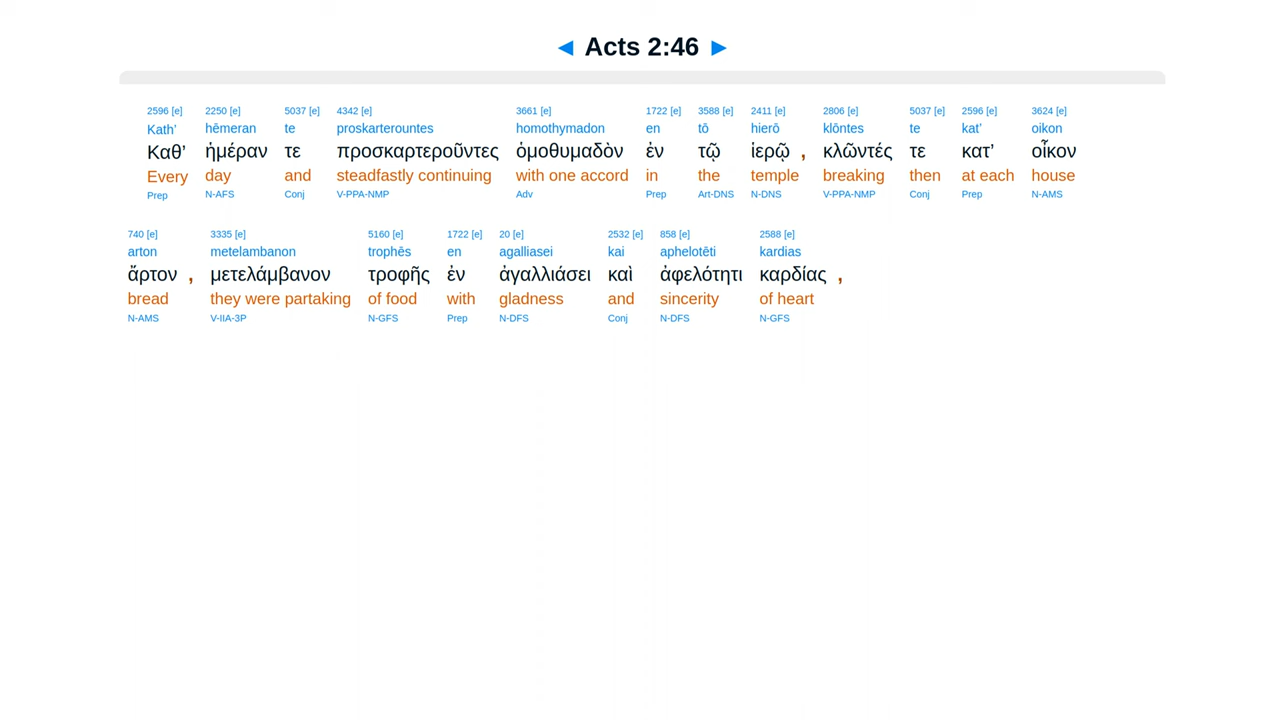 ◄ Acts 2:46 ►
2596 [e] 2250 [e] 5037 [e] 4342 [e] 3661 [e] 1722 [e] 3588 [e] 2411 [e] 2806 [e] 5037 [e] 2596 [e] 3624 [e]
Kath’ hēmeran te proskarterountes homothymadon en tō hierō klōntes te kat’ oikon
Καθ’ ἡμέραν τε προσκαρτεροῦντες ὁμοθυμαδὸν ἐν τῷ ἱερῷ , κλῶντές τε κατ’ οἶκον
Every day and steadfastly continuing with one accord in the temple breaking then at each house
Prep N-AFS Conj V-PPA-NMP Adv Prep Art-DNS N-DNS V-PPA-NMP Conj Prep N-AMS
740 [e] 3335 [e] 5160 [e] 1722 [e] 20 [e] 2532 [e] 858 [e] 2588 [e]
arton metelambanon trophēs en agalliasei kai aphelotēti kardias
ἄρτον , μετελάμβανον τροφῆς ἐν ἀγαλλιάσει καὶ ἀφελότητι καρδίας ,
bread they were partaking of food with gladness and sincerity of heart
N-AMS V-IIA-3P N-GFS Prep N-DFS Conj N-DFS N-GFS